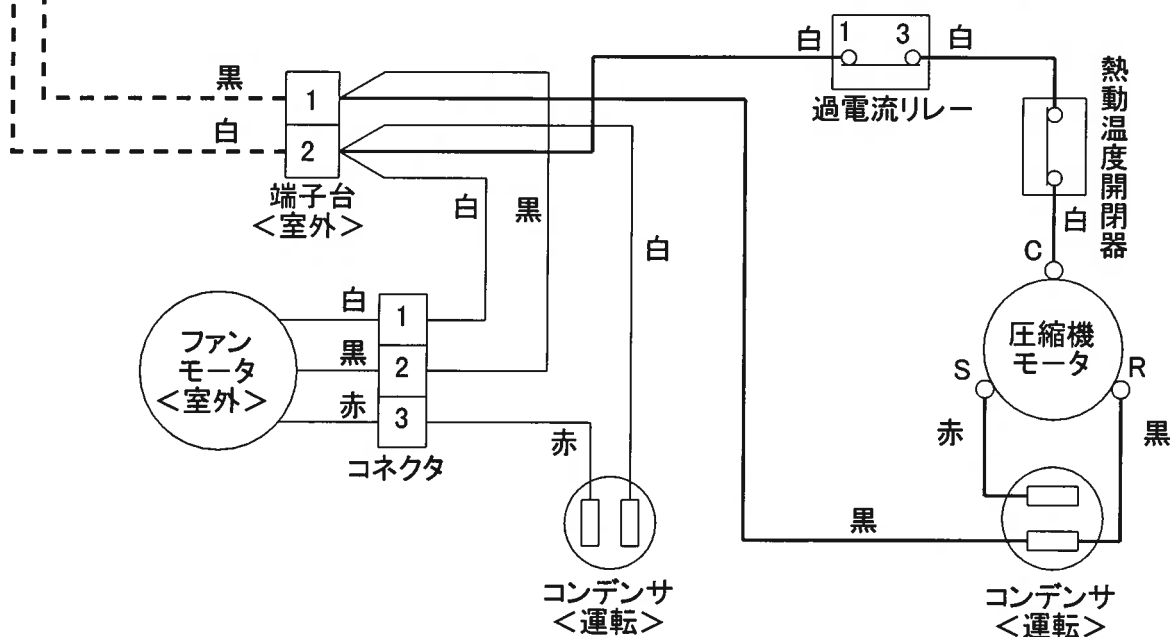 白
1 3
白
過電流リレー
熱動温度開閉器
黒
1
白
2
端子台
<室外>
白
黒
白
白
C
圧縮機
モータ
S
R
赤
黒
ファン
モータ
<室外>
白
1
黒
2
赤
3
コネクタ
赤
コンデンサ
<運転>
黒
コンデンサ
<運転>